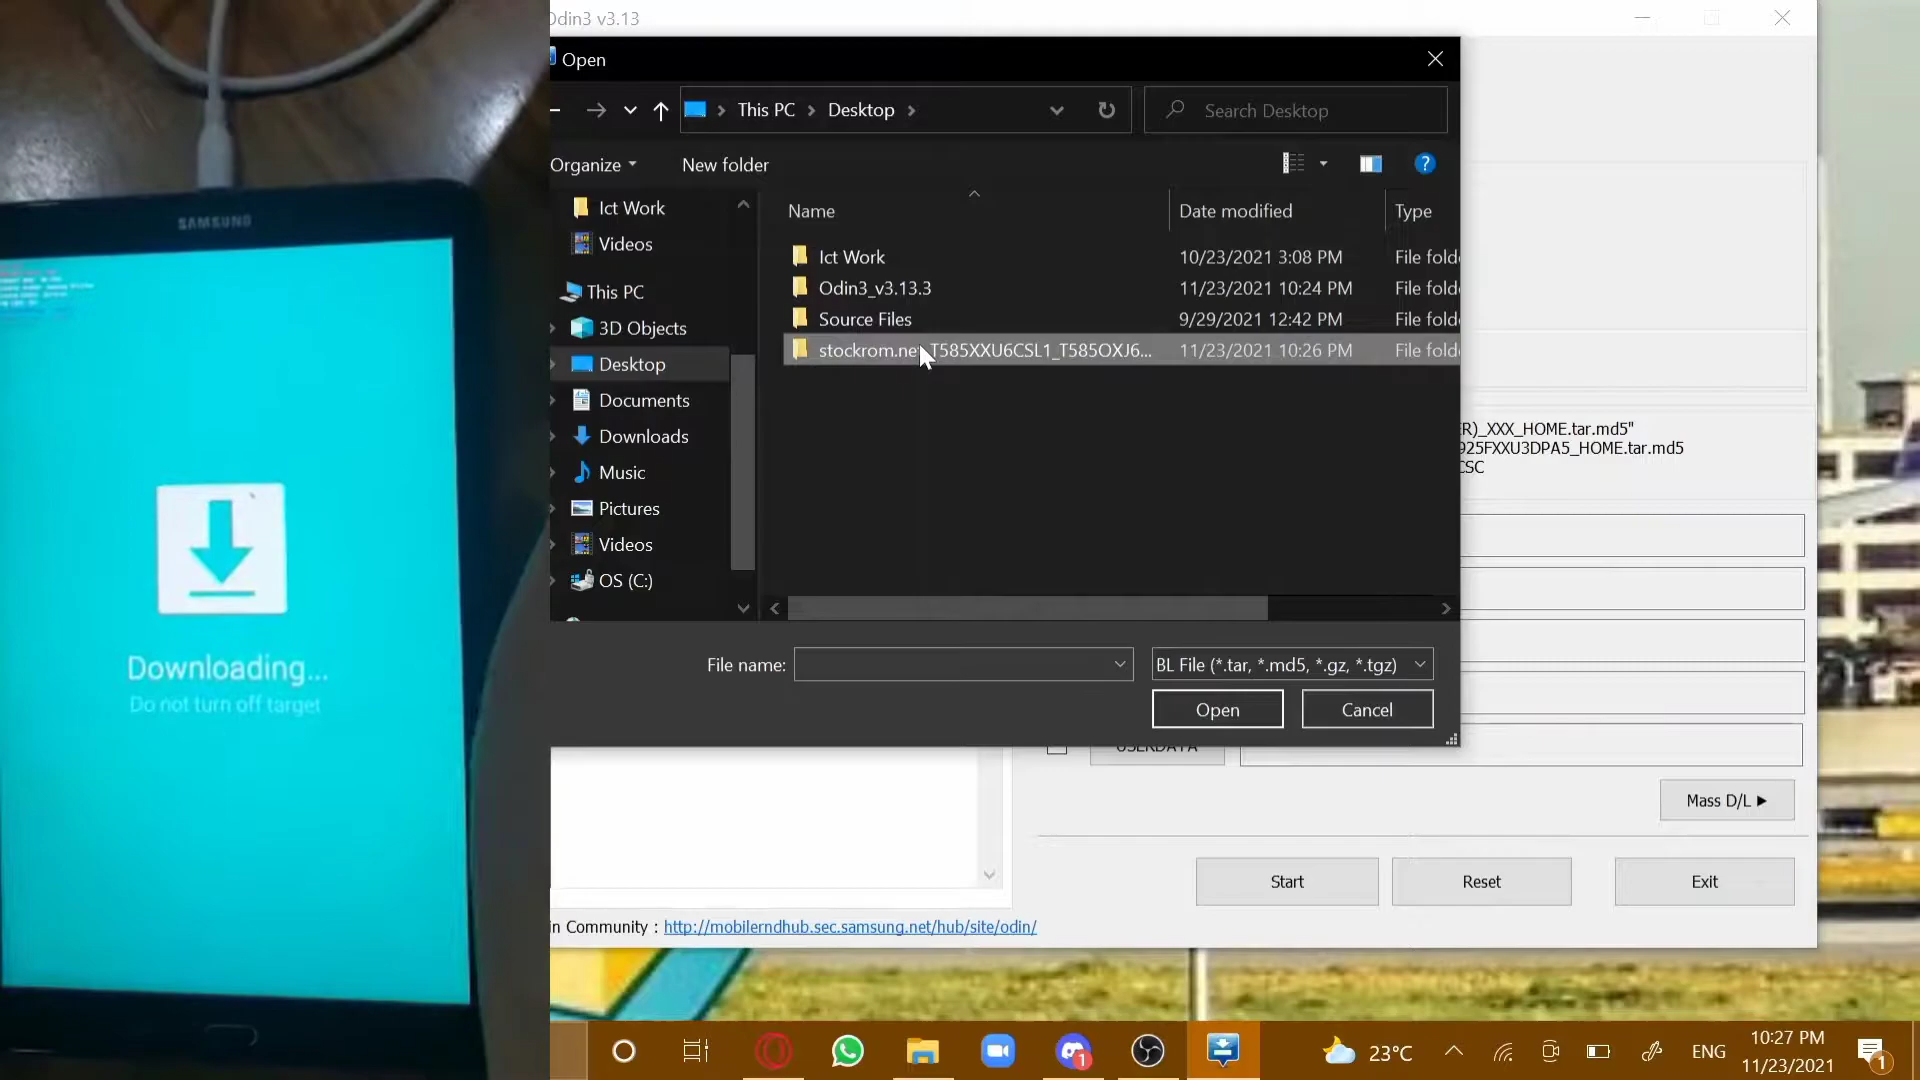 SAMSUNG
Downloading...
Do not turn off target
Odin3 v3.13
Open
This PC
Desktop
Search Desktop
Organize
New folder
Ict Work
Videos
This PC
3D Objects
Desktop
Documents
Downloads
Music
Pictures
Videos
OS (C:)
Name
Date modified
Type
Ict Work
10/23/2021 3:08 PM
File fold
Odin3_v3.13.3
11/23/2021 10:24 PM
File fold
Source Files
9/29/2021 12:42 PM
File fold
stockrom.net_T585XXU6CSL1_T585OXJ6...
11/23/2021 10:26 PM
File fold
File name:
BL File (*.tar, *.md5, *.gz, *.tgz)
Open
Cancel
ER)_XXX_HOME.tar.md5"
925FXXU3DPA5_HOME.tar.md5
CSC
USERDATA
Mass D/L
Start
Reset
Exit
in Community : http://mobilerndhub.sec.samsung.net/hub/site/odin/
1
23°C
ENG
10:27 PM
11/23/2021
1